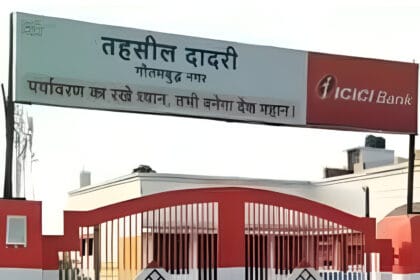 तहसील दादरी
गौतमबुद्ध नगर
पर्यावरण का रखे ध्यान, तभी बनेगा देश महान।
ICICI Bank